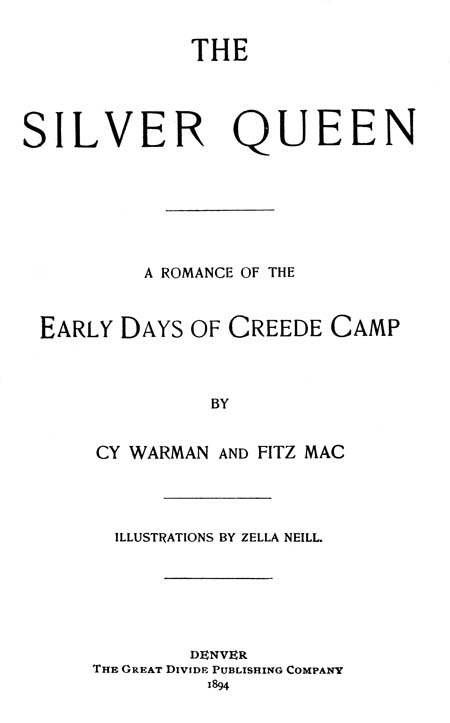 THE
SILVER QUEEN
A ROMANCE OF THE
EARLY DAYS OF CREEDE CAMP
BY
CY WARMAN AND FITZ MAC
ILLUSTRATIONS BY ZELLA NEILL.
DENVER
THE GREAT DIVIDE PUBLISHING COMPANY
1894